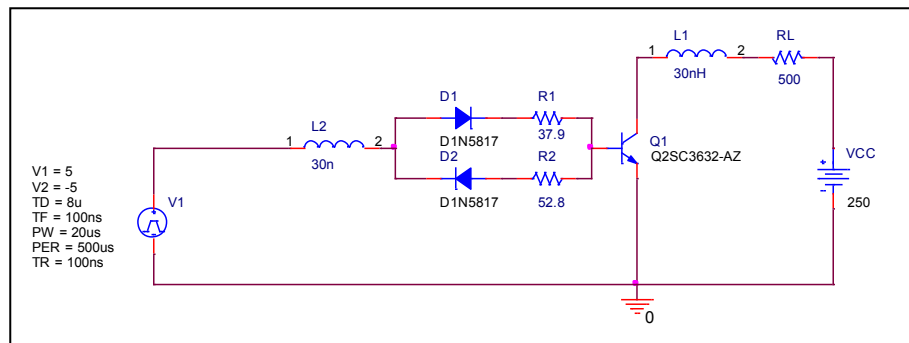 L1
1
2
30nH
RL
500
D1
D1N5817
R1
37.9
L2
1
2
30n
D2
D1N5817
R2
52.8
Q1
Q2SC3632-AZ
VCC
+
-
250
V1 = 5
V2 = -5
TD = 8u
TF = 100ns
PW = 20us
PER = 500us
TR = 100ns
V1
+
-
0